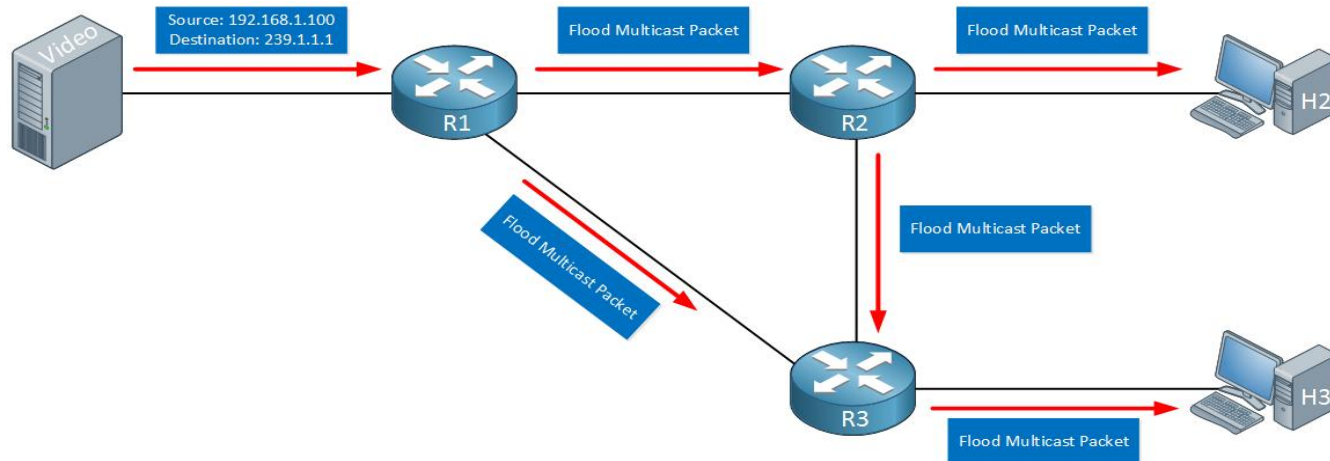 Video
Source: 192.168.1.100
Destination: 239.1.1.1
Flood Multicast Packet
Flood Multicast Packet
R1
R2
H2
Flood Multicast Packet
Flood Multicast Packet
R3
H3
Flood Multicast Packet